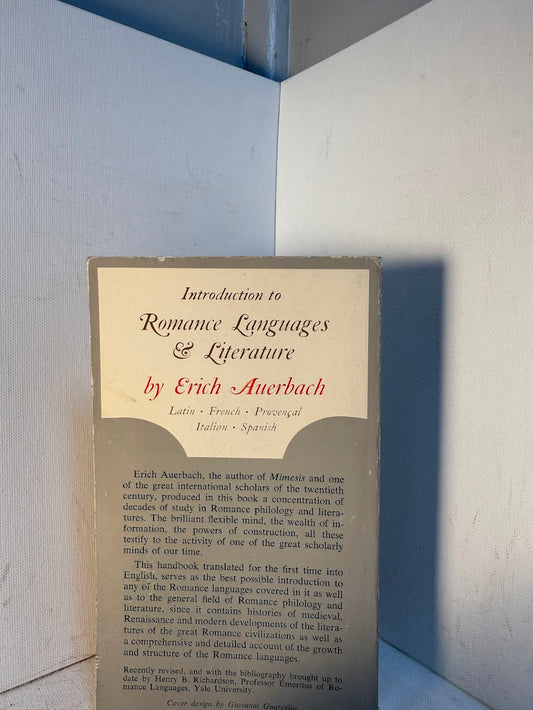 Introduction to
Romance Languages
& Literature
by Erich Auerbach
Latin · French · Provençal
Italian · Spanish
Erich Auerbach, the author of Mimesis and one
of the great international scholars of the twentieth
century, produced in this book a concentration of
decades of study in Romance philology and litera-
tures. The brilliant flexible mind, the wealth of in-
formation, the powers of construction, all these
testify to the activity of one of the great scholarly
minds of our time.
This handbook translated for the first time into
English, serves as the best possible introduction to
any of the Romance languages covered in it as well
as to the general field of Romance philology and
literature, since it contains histories of medieval,
Renaissance and modern developments of the litera-
tures of the great Romance civilizations as well as
a comprehensive and detailed account of the growth
and structure of the Romance languages.
Recently revised, and with the bibliography brought up to
date by Henry B. Richardson, Professor Emeritus of Ro-
mance Languages, Yale University.
Cover design by Giovanni